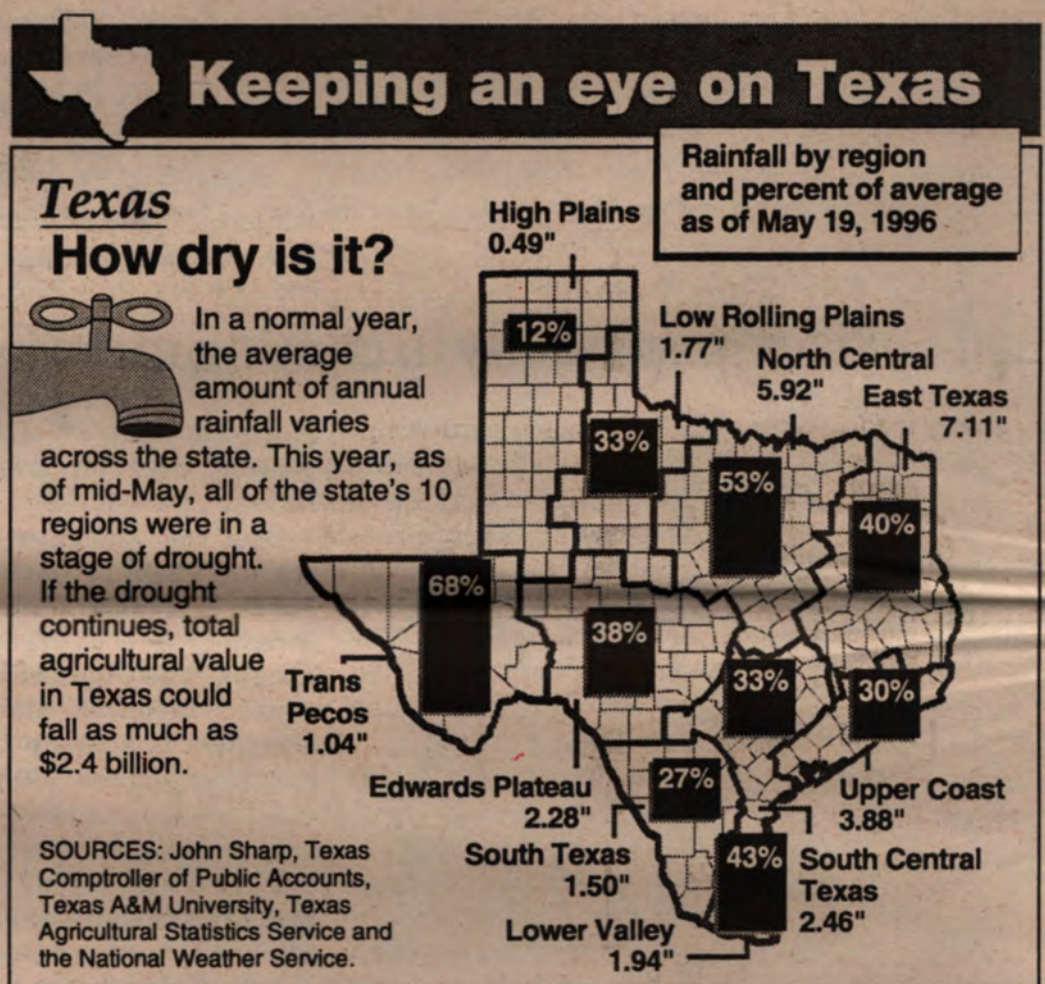 Keeping an eye on Texas
Rainfall by region
and percent of average
as of May 19, 1996
Texas
How dry is it?
In a normal year,
the average
amount of annual
rainfall varies
across the state. This year, as
of mid-May, all of the state's 10
regions were in a
stage of drought.
If the drought
continues, total
agricultural value
in Texas could
fall as much as
$2.4 billion.
High Plains
0.49"
12%
Low Rolling Plains
1.77"
33%
North Central
5.92"
53%
East Texas
7.11"
40%
68%
Trans
Pecos
1.04"
38%
Edwards Plateau
2.28"
33%
30%
Upper Coast
3.88"
27%
South Texas
1.50"
43%
South Central
Texas
2.46"
Lower Valley
1.94"
SOURCES: John Sharp, Texas
Comptroller of Public Accounts,
Texas A&M University, Texas
Agricultural Statistics Service and
the National Weather Service.